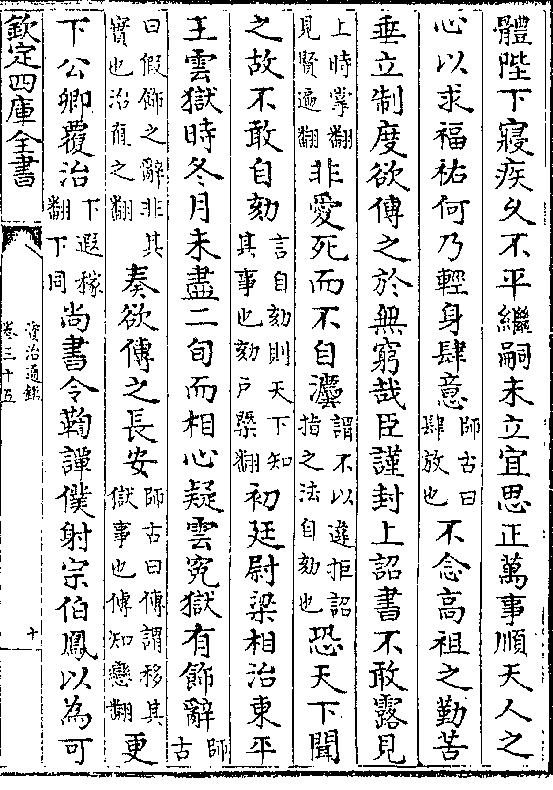 體陛下寢疾久不平繼嗣未立宜思正萬事順天人之
心以求福祐何乃輕身肆意師古曰肆放也不念高祖之勤苦
垂立制度欲傳之於無窮哉臣謹封上詔書不敢露見
上時掌翻見賢遍翻非愛死而不自灋謂不以違拒詔指之法自劾也恐天下聞
之故不敢自劾言自劾則天下知其事也劾戶槩翻初廷尉梁相治東平
王雲獄時冬月未盡二旬而相心疑雲寃獄有飾辭師古
曰假飾之辭非其實也治直之翻奏欲傳之長安師古曰傳謂移其獄事也傳知戀翻更
下公卿覆治下遐稼翻下同尚書令鞫譚僕射宗伯鳳以為可
欽定四庫全書
資治通鑑
卷三十五
十